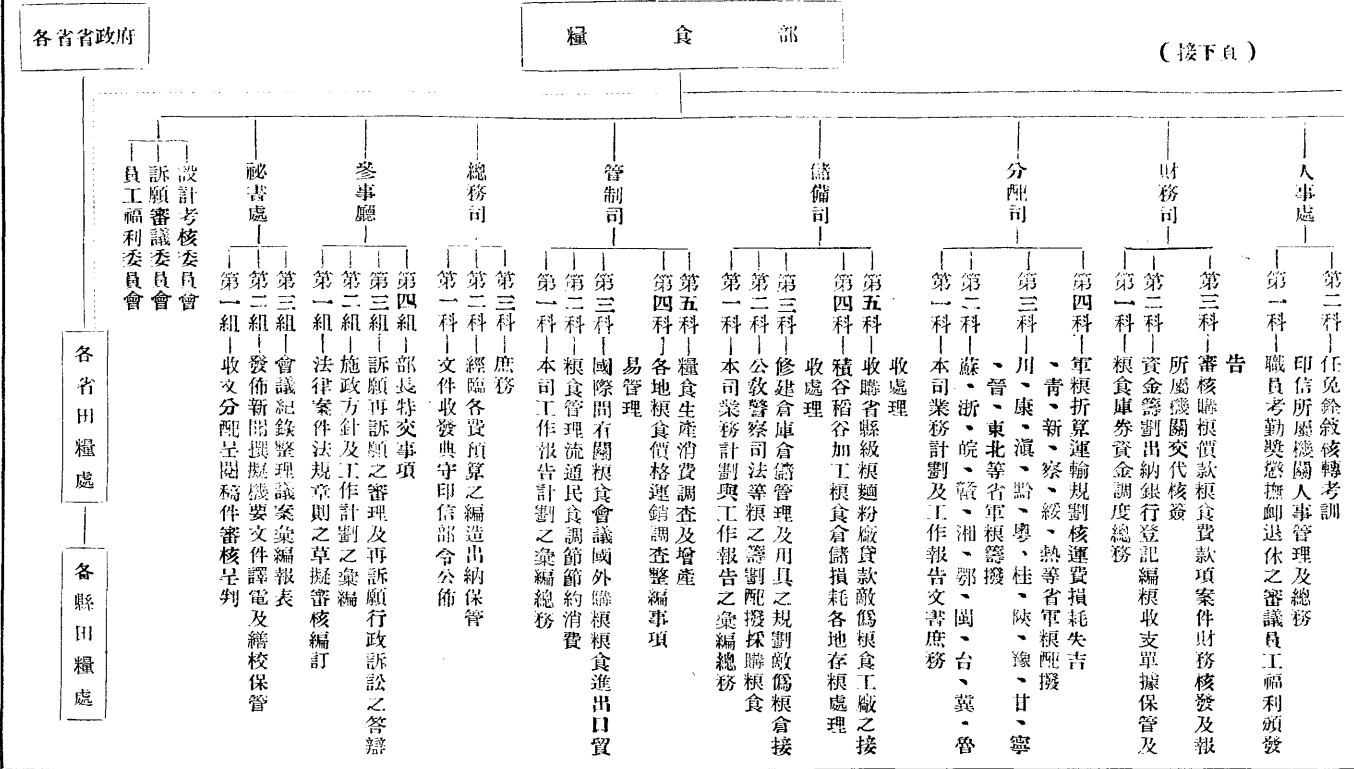 各省省政府
糧食部
(接下頁)
各省田糧處
各縣田糧處
員工福利委員會
訴願審議委員會
設計考核委員會
祕書處
第一組 收文分配呈閱稿件審核呈判
第二組 發佈新聞撰擬機要文件譯電及繕校保管
第三組 會議紀錄整理議案彙編報表
參事廳
第一組 法律案件法規章則之草擬審核編訂
第二組 施政方針及工作計劃之彙編
第三組 訴願再訴願之審理及再訴願行政訴訟之答辯
第四組 部長特交事項
總務司
第一科 文件收發典守印信部令公佈
第二科 經臨各費預算之編造出納保管
第三科 庶務
管制司
第一科 本司工作報告計劃之彙編總務
第二科 粮食管理流通民食調節節約消費
第三科 國際間有關粮食會議國外購粮粮食進出口貿
易管理
第四科 各地粮食價格運銷調查整編事項
第五科 糧食生產消費調查及增產
儲備司
第一科 本司業務計劃與工作報告之彙編總務
第二科 公教警察司法等粮之籌劃配撥採購粮食
第三科 修建倉庫倉儲管理及用具之規劃敵僞粮倉接
收處理
第四科 積谷稻谷加工粮食倉儲損耗各地存粮處理
第五科 收購省縣級粮麵粉廠貸款敵僞粮食工廠之接
收處理
分配司
第一科 本司業務計劃及工作報告文書庶務
第二科 蘇、浙、皖、贛、湘、鄂、閩、台、冀、魯
、晉、東北等省軍粮籌撥
第三科 川、康、滇、黔、粵、桂、陝、豫、甘、寧
、青、新、察、綏、熱等省軍粮配撥
第四科 軍粮折算運輸規劃核運費損耗失吉
財務司
第一科 粮食庫券資金調度總務
第二科 資金籌劃出納銀行登記編粮收支單據保管及
所屬機關交代核簽
第三科 審核購粮價款粮食費款項案件財務核發及報
告
人事處
第一科 職員考勤獎懲撫卹退休之審議員工福利頒發
印信所屬機關人事管理及總務
第二科 任免銓敘核轉考訓